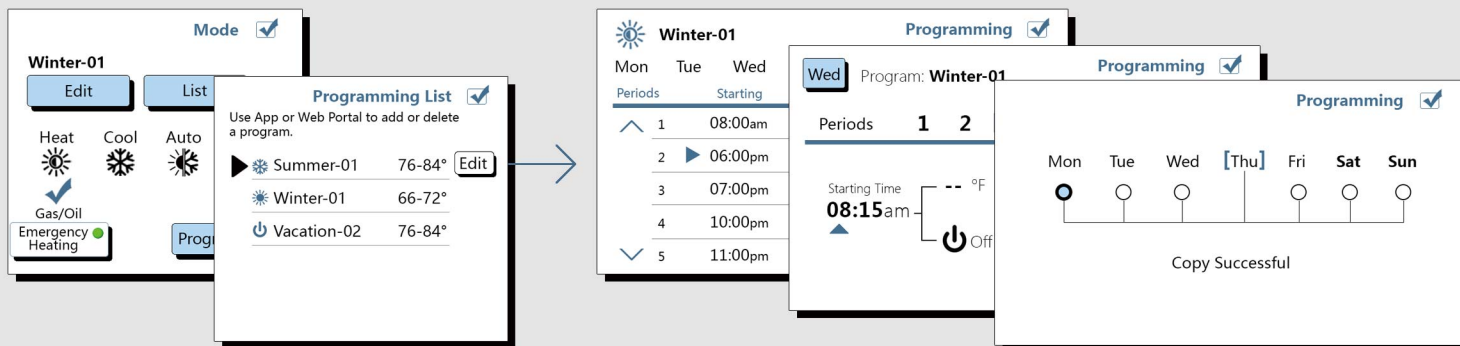 Mode
Winter-01
Edit
List
Heat
Cool
Auto
Gas/Oil
Emergency
Heating
Programming List
Use App or Web Portal to add or delete
a program.
Summer-01 76-84° Edit
Winter-01 66-72°
Vacation-02 76-84°
Winter-01
Programming
Mon Tue Wed
Periods Starting
1 08:00am
2 06:00pm
3 07:00pm
4 10:00pm
5 11:00pm
Programming
Wed Program: Winter-01
Periods 1 2
Starting Time
08:15am
-- °F
Off
Programming
Mon Tue Wed [Thu] Fri Sat Sun
Copy Successful